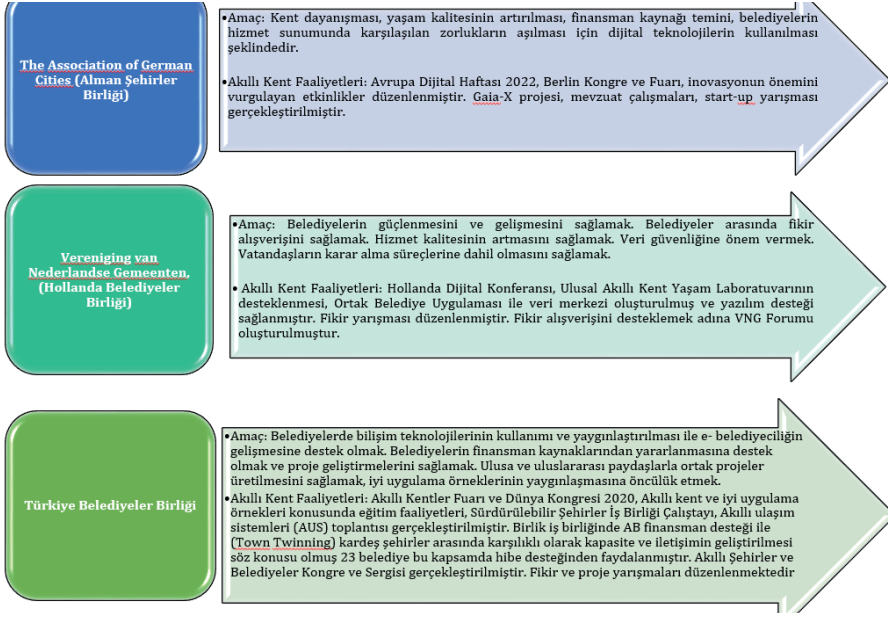 The Association of German
Cities (Alman Şehirler
Birliği)
•Amaç: Kent dayanışması, yaşam kalitesinin artırılması, finansman kaynağı temini, belediyelerin
hizmet sunumunda karşılaşılan zorlukların aşılması için dijital teknolojilerin kullanılması
şeklindedir.
•Akıllı Kent Faaliyetleri: Avrupa Dijital Haftası 2022, Berlin Kongre ve Fuarı, inovasyonun önemini
vurgulayan etkinlikler düzenlenmiştir. Gaia-X projesi, mevzuat çalışmaları, start-up yarışması
gerçekleştirilmiştir.
Vereniging van
Nederlandse Gemeenten,
(Hollanda Belediyeler
Birliği)
•Amaç: Belediyelerin güçlenmesini ve gelişmesini sağlamak. Belediyeler arasında fikir
alışverişini sağlamak. Hizmet kalitesinin artmasını sağlamak. Veri güvenliğine önem vermek.
Vatandaşların karar alma süreçlerine dahil olmasını sağlamak.
• Akıllı Kent Faaliyetleri: Hollanda Dijital Konferansı, Ulusal Akıllı Kent Yaşam Laboratuvarının
desteklenmesi, Ortak Belediye Uygulaması ile veri merkezi oluşturulmuş ve yazılım desteği
sağlanmıştır. Fikir yarışması düzenlenmiştir. Fikir alışverişini desteklemek adına VNG Forumu
oluşturulmuştur.
Türkiye Belediyeler Birliği
•Amaç: Belediyelerde bilişim teknolojilerinin kullanımı ve yaygınlaştırılması ile e- belediyeciliğin
gelişmesine destek olmak. Belediyelerin finansman kaynaklarından yararlanmasına destek
olmak ve proje geliştirmelerini sağlamak. Ulusa ve uluslararası paydaşlarla ortak projeler
üretilmesini sağlamak, iyi uygulama örneklerinin yaygınlaşmasına öncülük etmek.
•Akıllı Kent Faaliyetleri: Akıllı Kentler Fuarı ve Dünya Kongresi 2020, Akıllı kent ve iyi uygulama
örnekleri konusunda eğitim faaliyetleri, Sürdürülebilir Şehirler İş Birliği Çalıştayı, Akıllı ulaşım
sistemleri (AUS) toplantısı gerçekleştirilmiştir. Birlik iş birliğinde AB finansman desteği ile
(Town Twinning) kardeş şehirler arasında karşılıklı olarak kapasite ve iletişimin geliştirilmesi
söz konusu olmuş 23 belediye bu kapsamda hibe desteğinden faydalanmıştır. Akıllı Şehirler ve
Belediyeler Kongre ve Sergisi gerçekleştirilmiştir. Fikir ve proje yarışmaları düzenlenmektedir